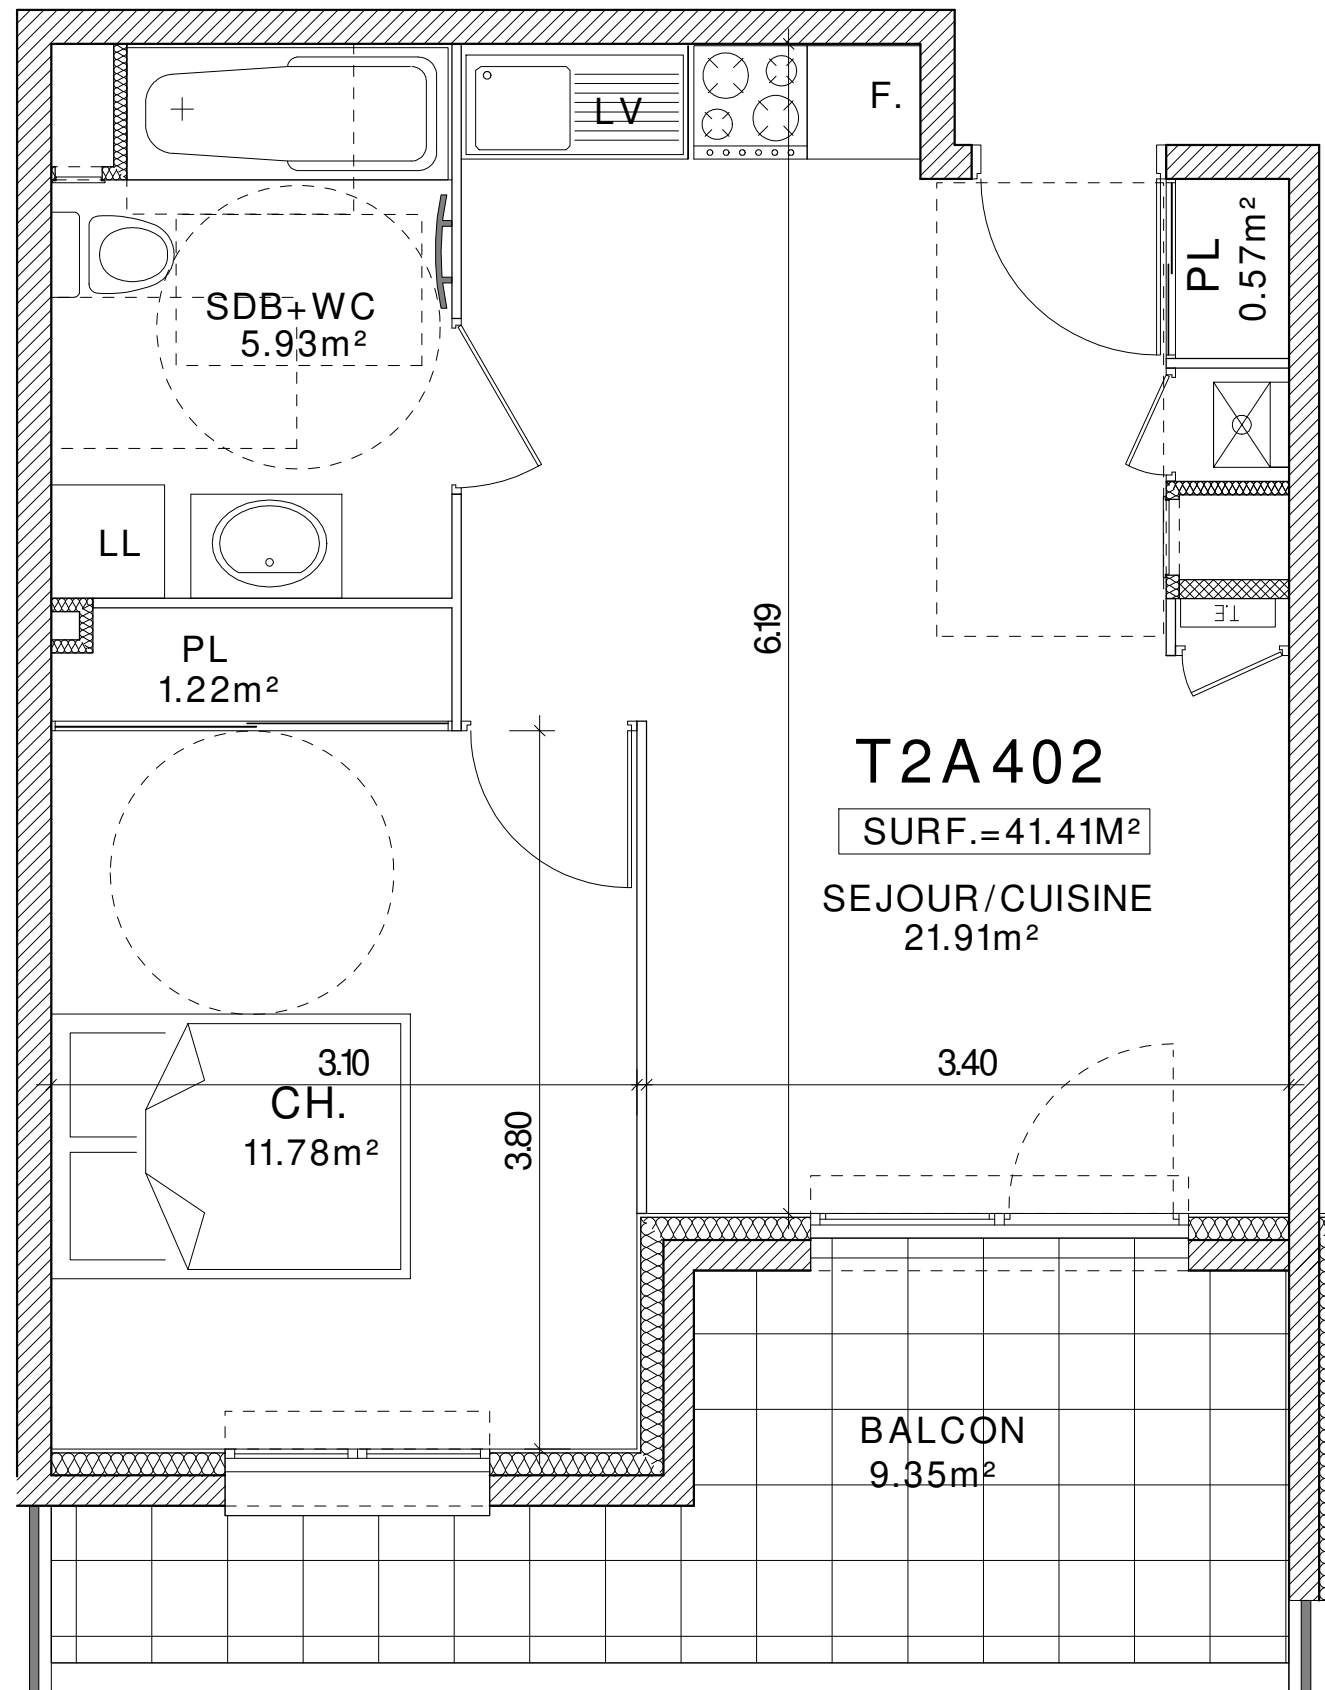 LV
F.
PL
0.57m²
SDB+WC
5.93m²
LL
T.E
PL
1.22m²
6.19
T2A402
SURF.=41.41M²
SEJOUR/CUISINE
21.91m²
3.10
3.40
CH.
11.78m²
3.80
BALCON
9.35m²